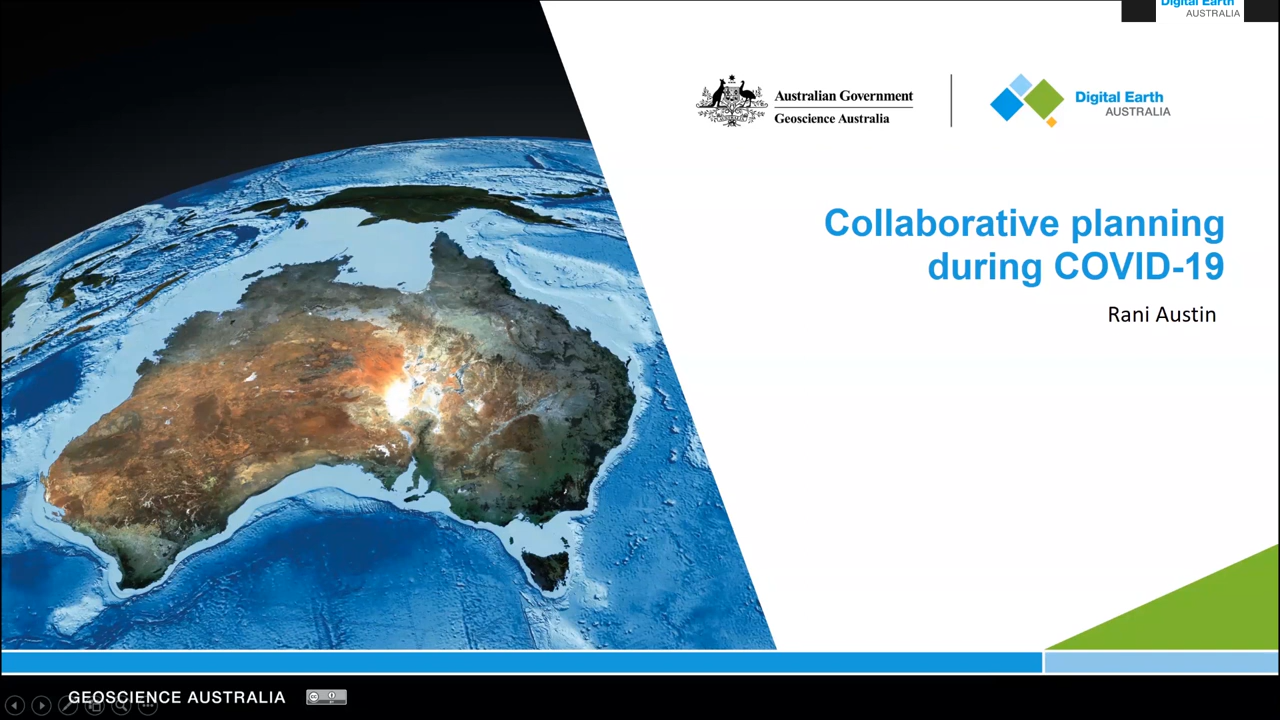 Digital Earth
AUSTRALIA
Australian Government
Geoscience Australia
Digital Earth
AUSTRALIA
Collaborative planning
during COVID-19
Rani Austin
GEOSCIENCE AUSTRALIA